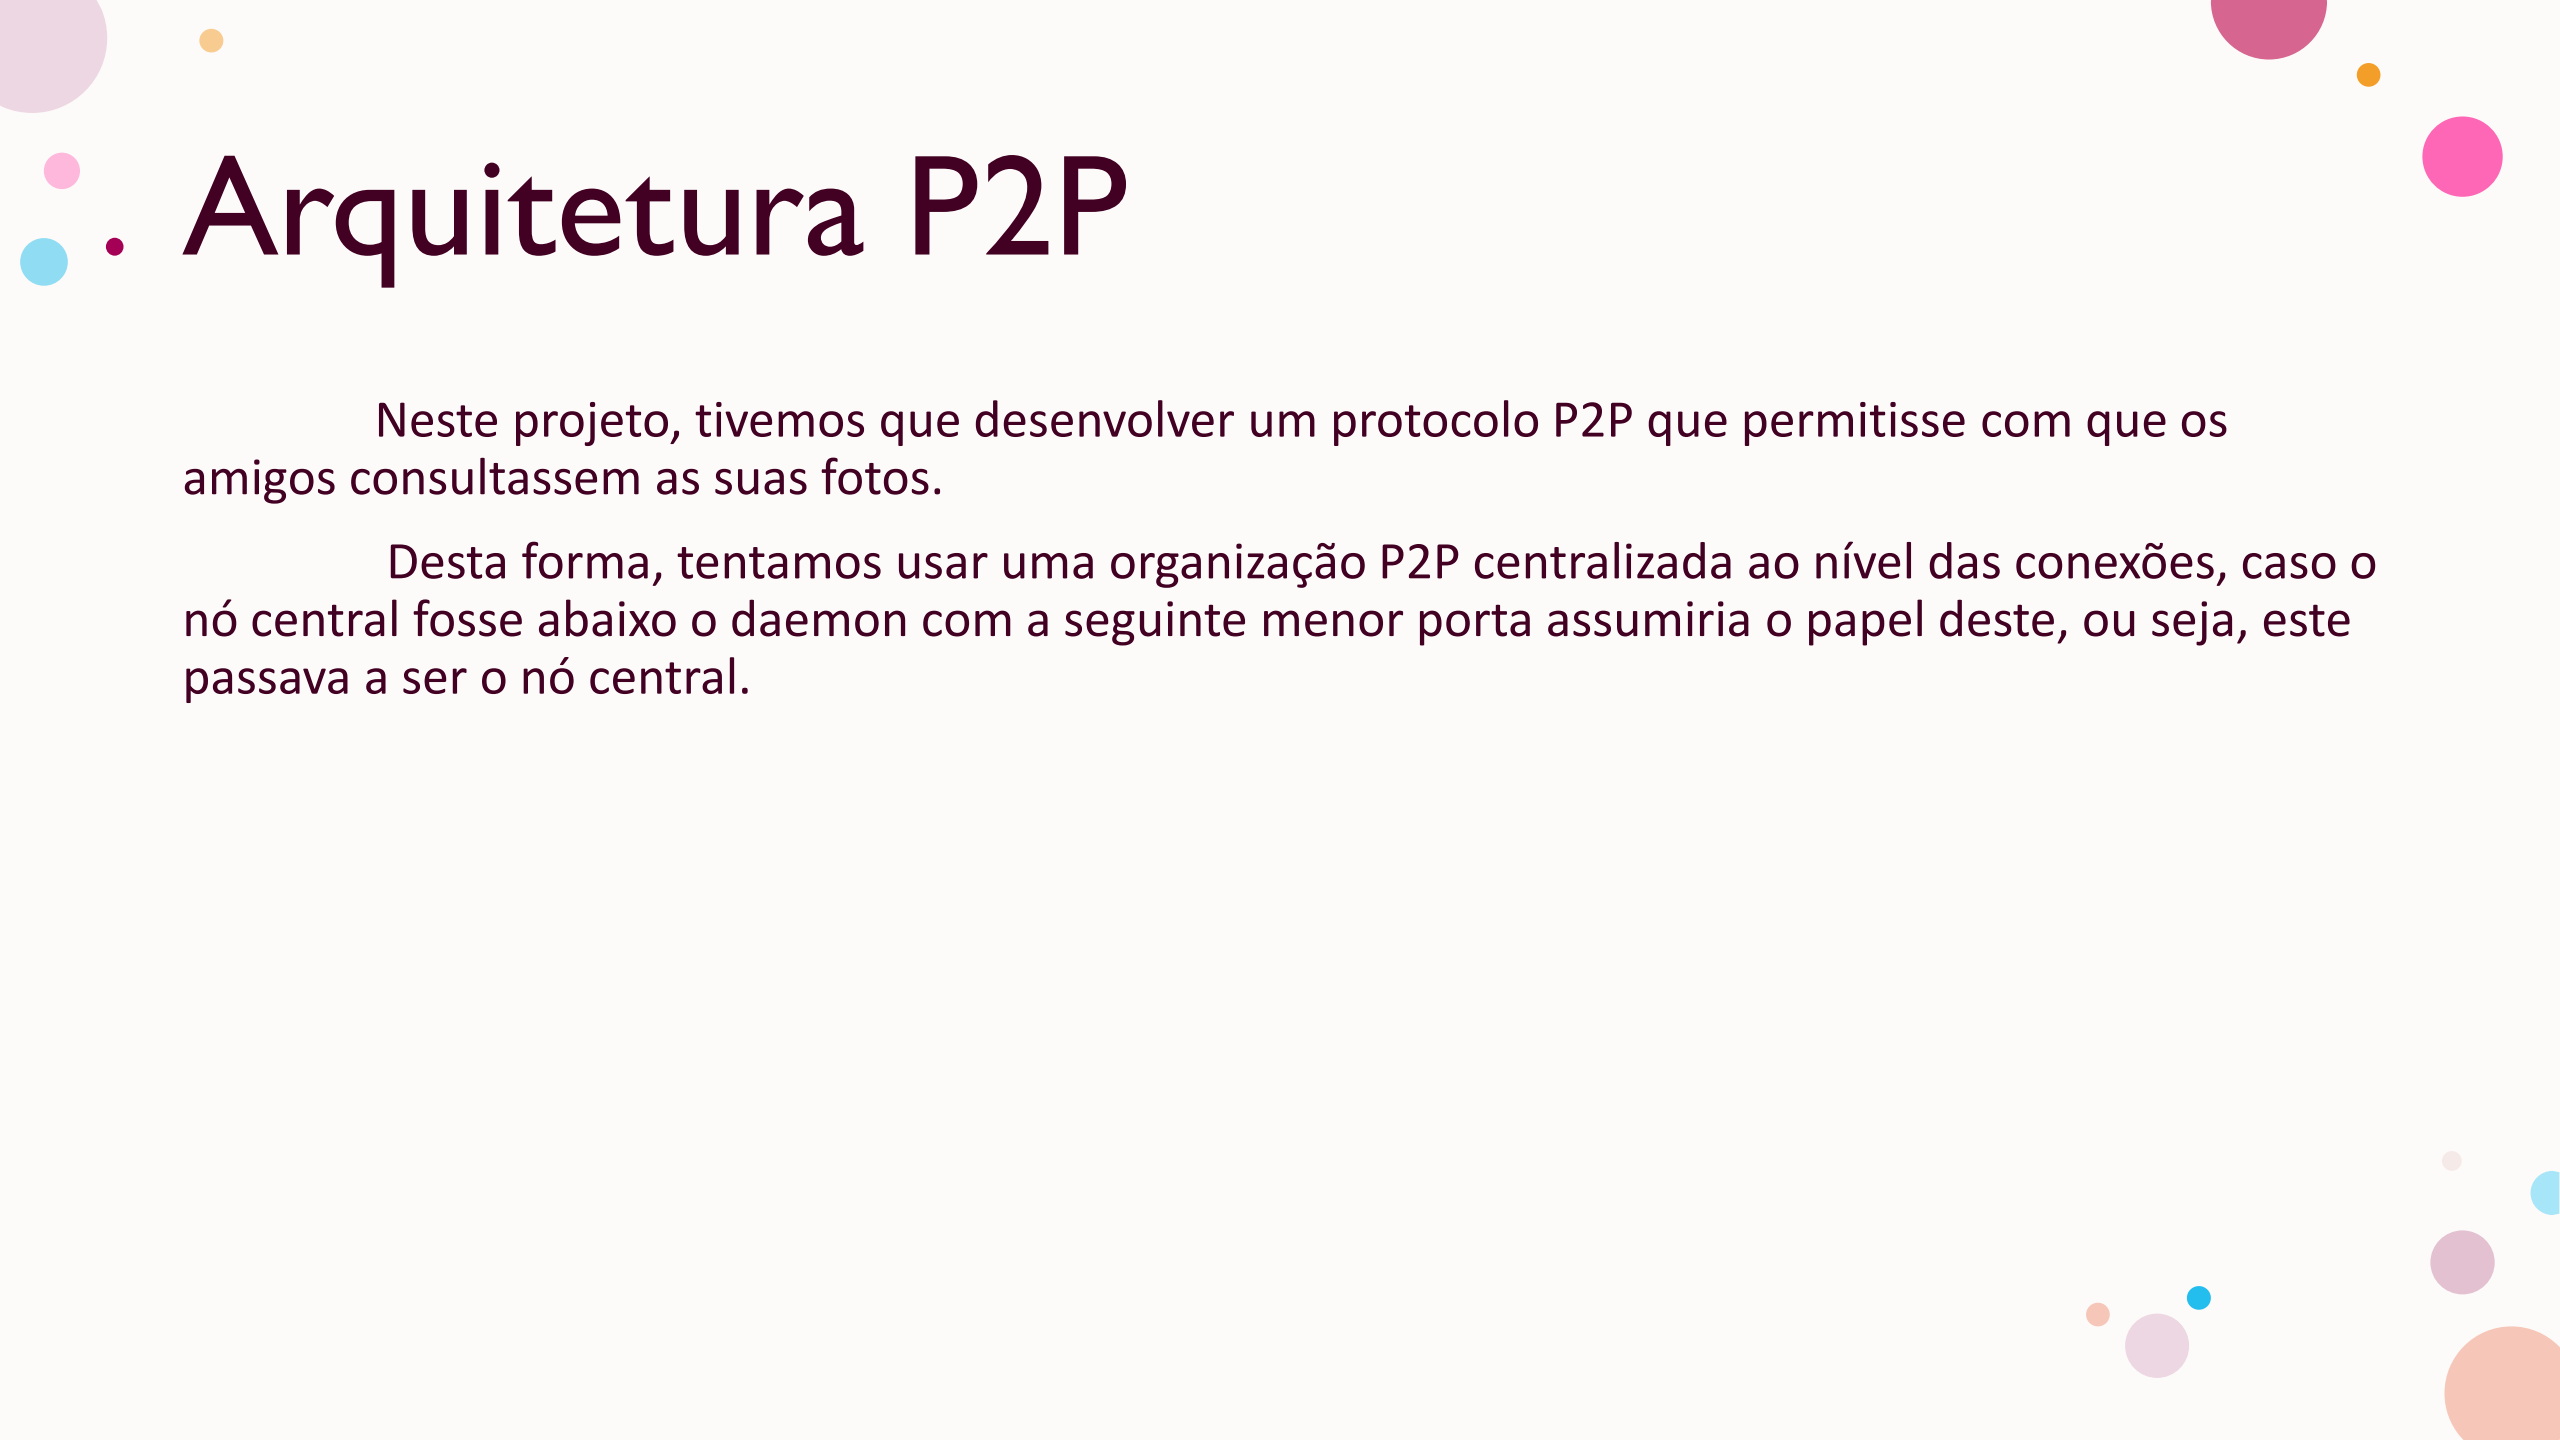 Arquitetura P2P
Neste projeto, tivemos que desenvolver um protocolo P2P que permitisse com que os
amigos consultassem as suas fotos.
Desta forma, tentamos usar uma organização P2P centralizada ao nível das conexões, caso o
nó central fosse abaixo o daemon com a seguinte menor porta assumiria o papel deste, ou seja, este
passava a ser o nó central.